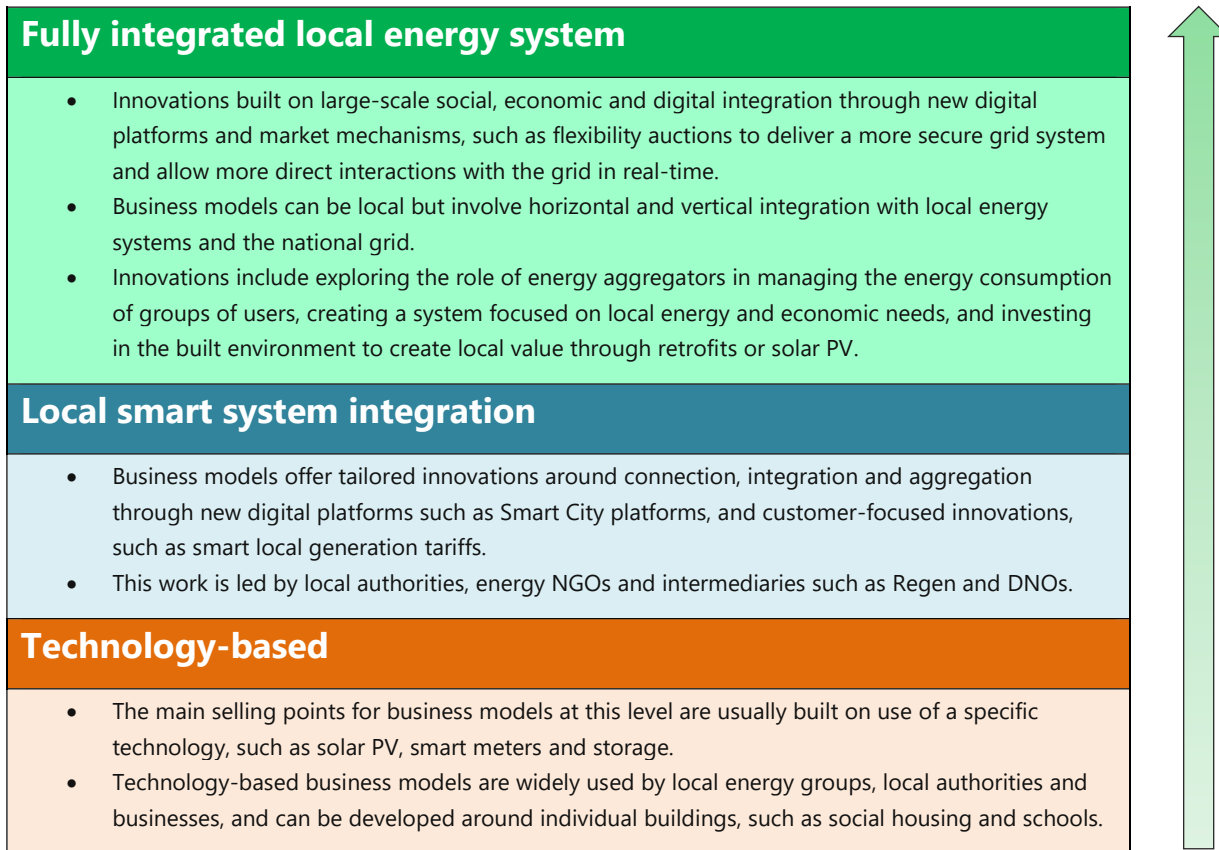 Fully integrated local energy system
• Innovations built on large-scale social, economic and digital integration through new digital
platforms and market mechanisms, such as flexibility auctions to deliver a more secure grid system
and allow more direct interactions with the grid in real-time.
• Business models can be local but involve horizontal and vertical integration with local energy
systems and the national grid.
• Innovations include exploring the role of energy aggregators in managing the energy consumption
of groups of users, creating a system focused on local energy and economic needs, and investing
in the built environment to create local value through retrofits or solar PV.
Local smart system integration
• Business models offer tailored innovations around connection, integration and aggregation
through new digital platforms such as Smart City platforms, and customer-focused innovations,
such as smart local generation tariffs.
• This work is led by local authorities, energy NGOs and intermediaries such as Regen and DNOs.
Technology-based
• The main selling points for business models at this level are usually built on use of a specific
technology, such as solar PV, smart meters and storage.
• Technology-based business models are widely used by local energy groups, local authorities and
businesses, and can be developed around individual buildings, such as social housing and schools.